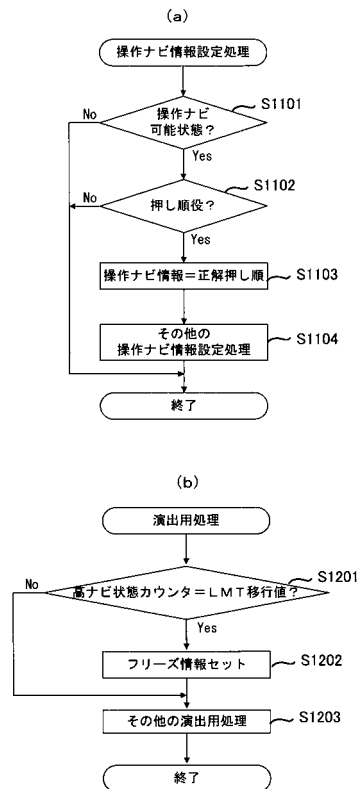 (a)
操作ナビ情報設定処理
S1101
操作ナビ
可能状態?
No
Yes
S1102
押し順役?
No
Yes
操作ナビ情報=正解押し順
S1103
その他の
操作ナビ情報設定処理
S1104
終了
(b)
演出用処理
S1201
高ナビ状態カウンタ=LMT移行値?
No
Yes
フリーズ情報セット
S1202
その他の演出用処理
S1203
終了